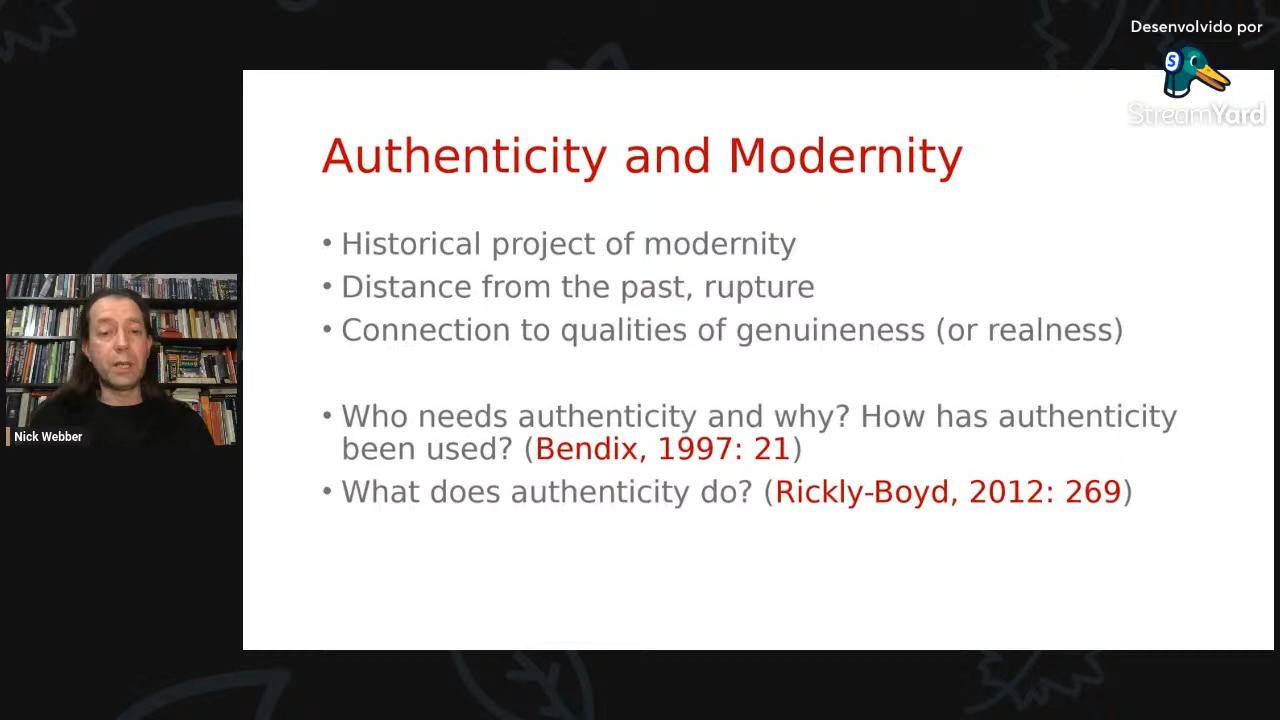 Desenvolvido por
S
StreamYard
Authenticity and Modernity
• Historical project of modernity
• Distance from the past, rupture
• Connection to qualities of genuineness (or realness)
• Who needs authenticity and why? How has authenticity
been used? (Bendix, 1997: 21)
• What does authenticity do? (Rickly-Boyd, 2012: 269)
Nick Webber